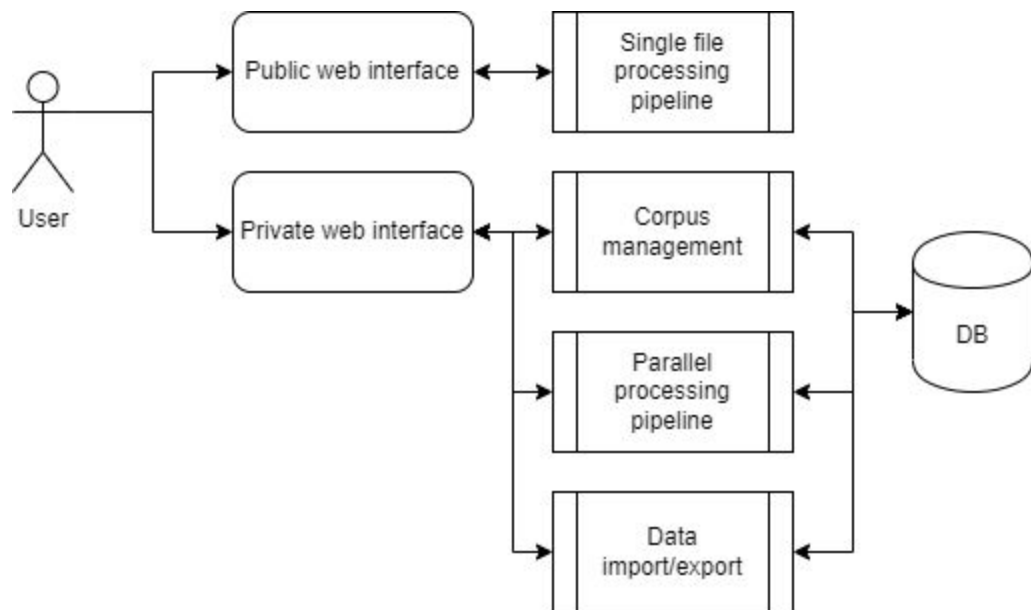 Public web interface
Single file
processing
pipeline
User
Private web interface
Corpus
management
DB
Parallel
processing
pipeline
Data
import/export